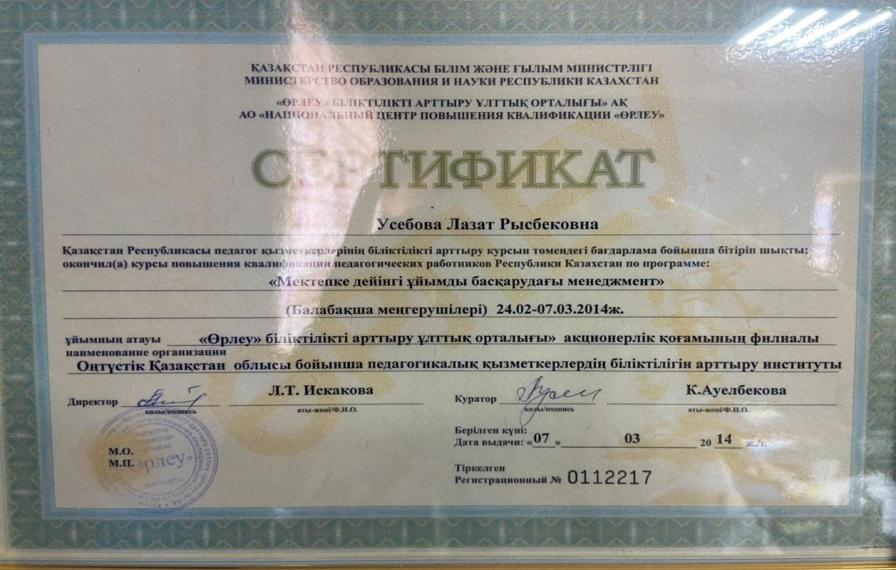 ҚАЗАҚСТАН РЕСПУБЛИКАСЫ БІЛІМ ЖӘНЕ ҒЫЛЫМ МИНИСТРЛІГІ
МИНИСТЕРСТВО ОБРАЗОВАНИЯ И НАУКИ РЕСПУБЛИКИ КАЗАХСТАН
«ӨРЛЕУ» БІЛІКТІЛІКТІ АРТТЫРУ ҰЛТТЫҚ ОРТАЛЫҒЫ» АҚ
АО «НАЦИОНАЛЬНЫЙ ЦЕНТР ПОВЫШЕНИЯ КВАЛИФИКАЦИИ «ӨРЛЕУ»
СЕРТИФИКАТ
Усебова Лазат Рысбековна
Қазақстан Республикасы педагог қызметкерлерінің біліктілікті арттыру курсын төмендегі бағдарлама бойынша бітіріп шықты:
окончил(а) курсы повышения квалификации педагогических работников Республики Казахстан по программе:
«Мектепке дейінгі ұйымды басқарудағы менеджмент»
(Балабақша меңгерушілері) 24.02-07.03.2014ж.
ұйымның атауы «Өрлеу» біліктілікті арттыру ұлттық орталығы» акционерлік қоғамының филиалы
наименование организации
Оңтүстік Қазақстан облысы бойынша педагогикалық қызметкерлердің біліктілігін арттыру институты
Директор Л.Т. Искакова Куратор К.Ауелбекова
қолы/подпись аты-жөні/Ф.И.О. қолы/подпись аты-жөні/Ф.И.О.
Берілген күні:
Дата выдачи: «07» 03 2014 ж./г.
М.О.
М.П.
Өрлеу»
Тіркелген
Регистрационный № 0112217